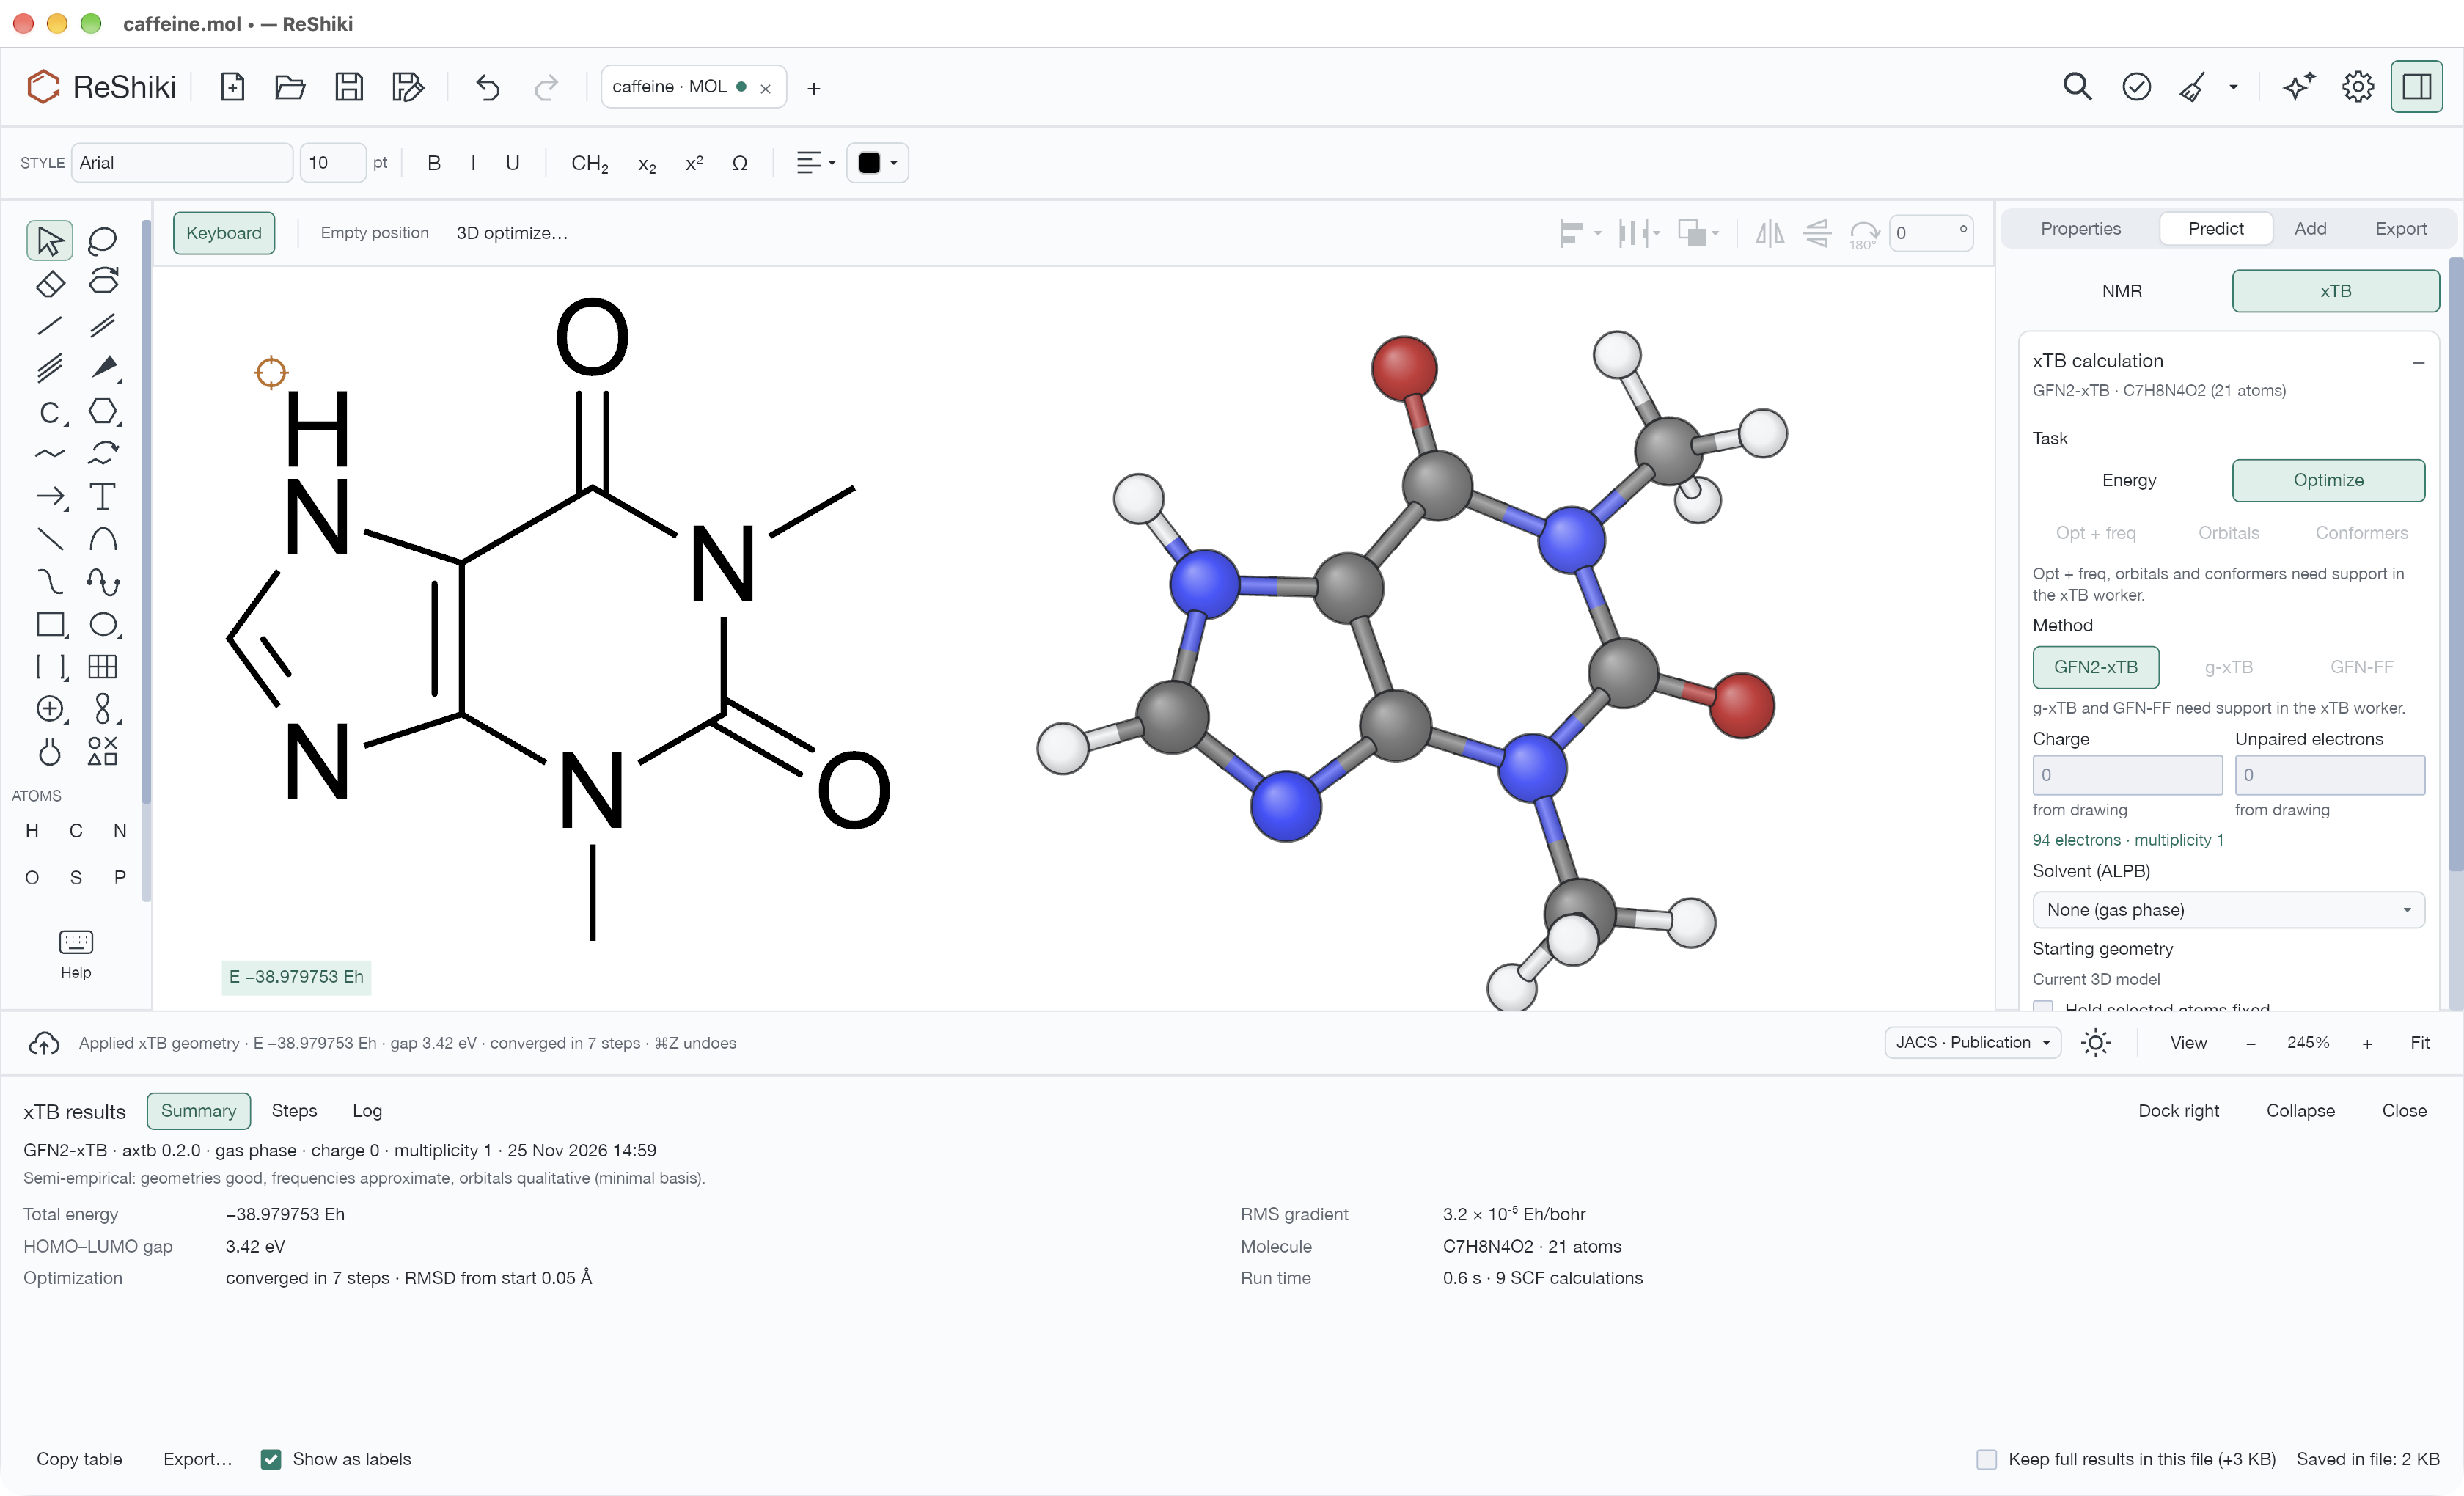 caffeine.mol • — ReShiki
ReShiki
caffeine · MOL ● × +
STYLE Arial 10 pt B I U CH₂ x₂ x² Ω
Keyboard Empty position 3D optimize... 180° 0 °
Properties Predict Add Export
NMR xTB
xTB calculation –
GFN2-xTB · C7H8N4O2 (21 atoms)
Task
Energy Optimize
Opt + freq Orbitals Conformers
Opt + freq, orbitals and conformers need support in
the xTB worker.
Method
GFN2-xTB g-xTB GFN-FF
g-xTB and GFN-FF need support in the xTB worker.
Charge Unpaired electrons
0 0
from drawing from drawing
94 electrons · multiplicity 1
Solvent (ALPB)
None (gas phase)
Starting geometry
Current 3D model
Hold selected atoms fixed
C
T
ATOMS
H C N
O S P
Help
O
H
N
N
N
N
O
E −38.979753 Eh
Applied xTB geometry · E −38.979753 Eh · gap 3.42 eV · converged in 7 steps · ⌘Z undoes
JACS · Publication View − 245% + Fit
xTB results Summary Steps Log Dock right Collapse Close
GFN2-xTB · axtb 0.2.0 · gas phase · charge 0 · multiplicity 1 · 25 Nov 2026 14:59
Semi-empirical: geometries good, frequencies approximate, orbitals qualitative (minimal basis).
Total energy −38.979753 Eh RMS gradient 3.2 × 10⁻⁵ Eh/bohr
HOMO–LUMO gap 3.42 eV Molecule C7H8N4O2 · 21 atoms
Optimization converged in 7 steps · RMSD from start 0.05 Å Run time 0.6 s · 9 SCF calculations
Copy table Export... Show as labels Keep full results in this file (+3 KB) Saved in file: 2 KB